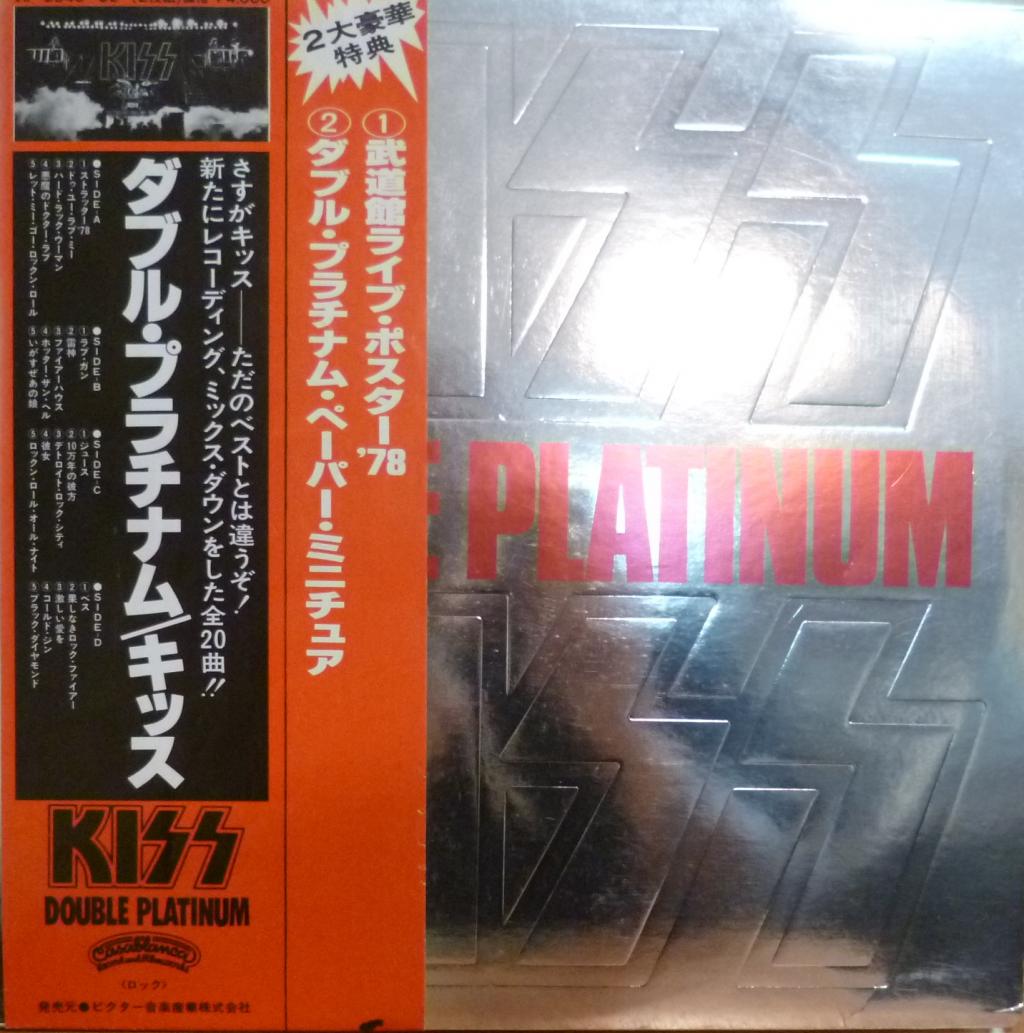 KISS
2大豪華
特典
①武道館ライブ・ポスター'78
②ダブル・プラチナム・ペーパー・ミニチュア
さすがキッス——ただのベストとは違うぞ!
新たにレコーディング、ミックス・ダウンをした全20曲!!
ダブル・プラチナム/キッス
●SIDE-A
①ストラッター'78
②ドゥ・ユー・ラブ・ミー
③ハード・ラック・ウーマン
④悪魔のドクター・ラブ
⑤レット・ミー・ゴー・ロックン・ロール
●SIDE-B
①ラブ・ガン
②雷神
③ファイアーハウス
④ホッター・ザン・ヘル
⑤いかすぜあの娘
●SIDE-C
①ジュース
②10万年の彼方
③デトロイト・ロック・シティ
④彼女
⑤ロックン・ロール・オール・ナイト
●SIDE-D
①ベス
②果しなきロック・ファイアー
③激しい愛を
④コールド・ジン
⑤ブラック・ダイヤモンド
KISS
DOUBLE PLATINUM
Casablanca
Record and FilmWorks
〈ロック〉
発売元●ビクター音楽産業株式会社
E PLATINUM